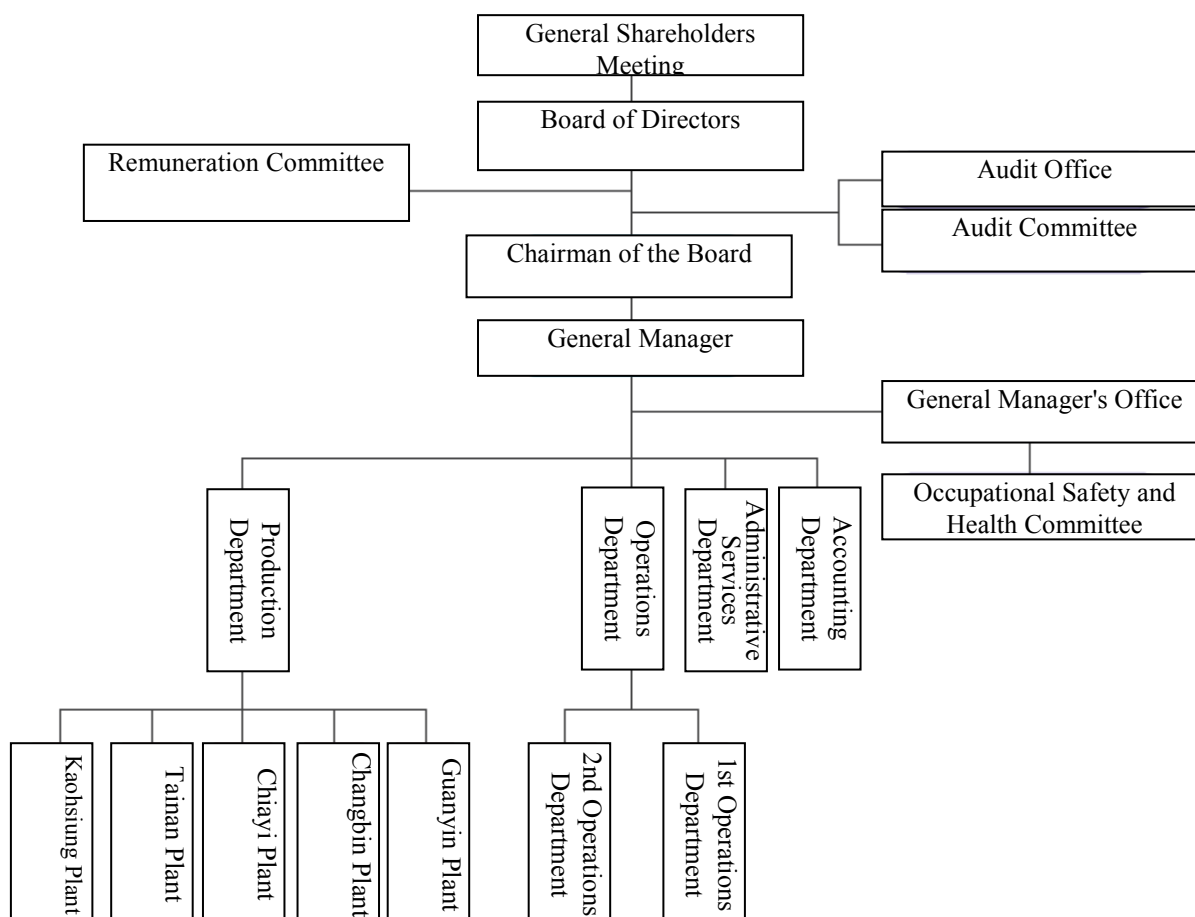 General Shareholders
Meeting
Board of Directors
Remuneration Committee
Audit Office
Audit Committee
Chairman of the Board
General Manager
General Manager's Office
Occupational Safety and
Health Committee
Production
Department
Operations
Department
Administrative
Services
Department
Accounting
Department
Kaohsiung Plant
Tainan Plant
Chiayi Plant
Changbin Plant
Guanyin Plant
2nd Operations
Department
1st Operations
Department